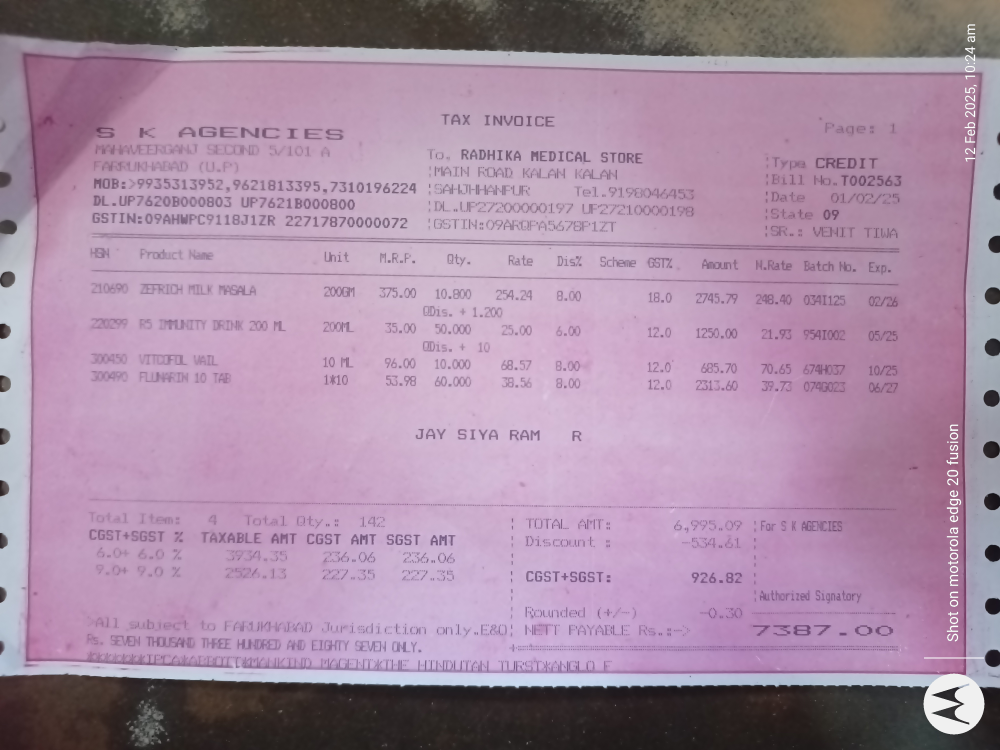 TAX INVOICE
Page: 1
S K AGENCIES
MAHAVEERGANJ SECOND 5/101 A
FARRUKHABAD (U.P)
MOB:>9935313952,9621813395,7310196224
DL.UP7620B000803 UP7621B000800
GSTIN:09AHWPC9118J1ZR 22717870000072
To, RADHIKA MEDICAL STORE
MAIN ROAD KALAN KALAN
SAHJHHANPUR Tel.9198046453
DL.UP27200000197 UP27210000198
GSTIN:09ARDPA5678P1ZT
Type CREDIT
Bill No.T002563
Date 01/02/25
State 09
SR.: VENIT TIWA
HSN Product Name Unit M.R.P. Qty. Rate Dis% Scheme GST% Amount N.Rate Batch No. Exp.
210690 ZEFRICH MILK MASALA 200GM 375.00 10.800 254.24 8.00 18.0 2745.79 248.40 034I125 02/26
@Dis. + 1.200
220299 R5 IMMUNITY DRINK 200 ML 200ML 35.00 50.000 25.00 6.00 12.0 1250.00 21.93 954I002 05/25
@Dis. + 10
300450 VITCOFOL VAIL 10 ML 96.00 10.000 68.57 8.00 12.0 685.70 70.65 674H037 10/25
300490 FLUNARIN 10 TAB 1*10 53.98 60.000 38.56 8.00 12.0 2313.60 39.73 074G023 06/27
JAY SIYA RAM R
Total Item: 4 Total Qty.: 142
CGST+SGST % TAXABLE AMT CGST AMT SGST AMT
6.0+ 6.0 % 3934.35 236.06 236.06
9.0+ 9.0 % 2526.13 227.35 227.35
TOTAL AMT: 6,995.09
Discount : -534.61
CGST+SGST: 926.82
Rounded (+/-) -0.30
NETT PAYABLE Rs.:-> 7387.00
For S K AGENCIES
Authorized Signatory
>All subject to FARUKHABAD Jurisdiction only.E&O
Rs. SEVEN THOUSAND THREE HUNDRED AND EIGHTY SEVEN ONLY.
HINDUTAN
12 Feb 2025, 10:24 am
Shot on motorola edge 20 fusion